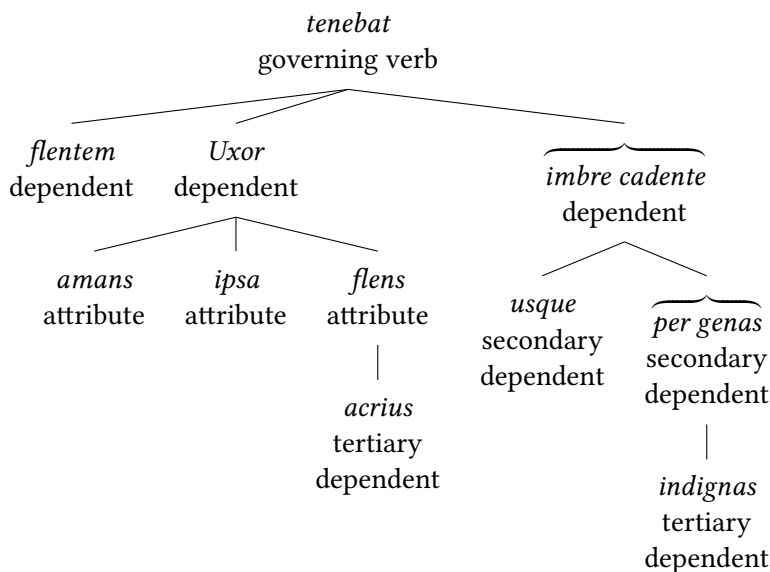 tenebat
governing verb
flentem
dependent
Uxor
dependent
imbre cadente
dependent
amans
attribute
ipsa
attribute
flens
attribute
usque
secondary
dependent
per genas
secondary
dependent
acrius
tertiary
dependent
indignas
tertiary
dependent